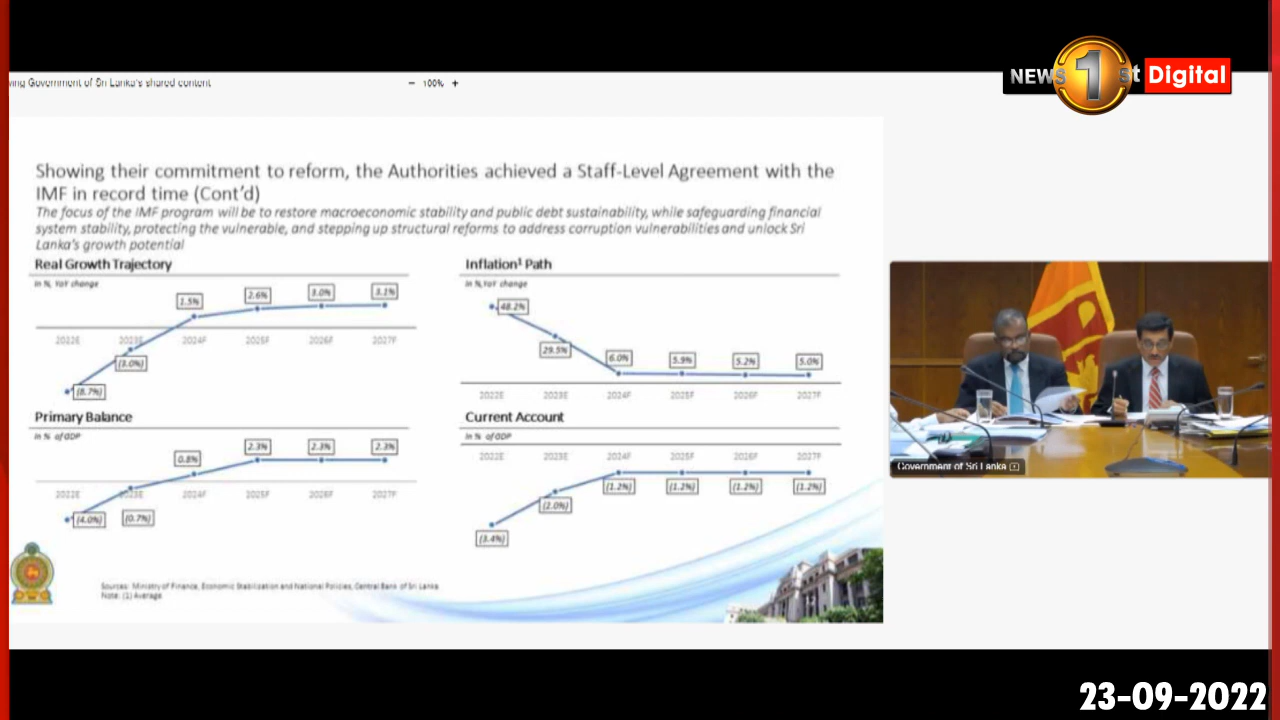 NEWS 1st Digital
ving Government of Sri Lanka's shared content
− 100% +
Showing their commitment to reform, the Authorities achieved a Staff-Level Agreement with the
IMF in record time (Cont'd)
The focus of the IMF program will be to restore macroeconomic stability and public debt sustainability, while safeguarding financial
system stability, protecting the vulnerable, and stepping up structural reforms to address corruption vulnerabilities and unlock Sri
Lanka's growth potential
Real Growth Trajectory
In %, YoY change
1.5% 2.6% 3.0% 3.1%
2022E 2023E 2024F 2025F 2026F 2027F
(3.0%)
(8.7%)
Inflation¹ Path
In %, YoY change
48.2%
29.5% 6.0% 5.9% 5.2% 5.0%
2022E 2023E 2024F 2025F 2026F 2027F
Primary Balance
In % of GDP
0.8% 2.3% 2.3% 2.3%
2022E 2023E 2024F 2025F 2026F 2027F
(4.0%) (0.7%)
Current Account
In % of GDP
2022E 2023E 2024F 2025F 2026F 2027F
(3.4%) (2.0%) (1.2%) (1.2%) (1.2%) (1.2%)
Sources: Ministry of Finance, Economic Stabilization and National Policies, Central Bank of Sri Lanka
Note: (1) Average
Government of Sri Lanka
23-09-2022